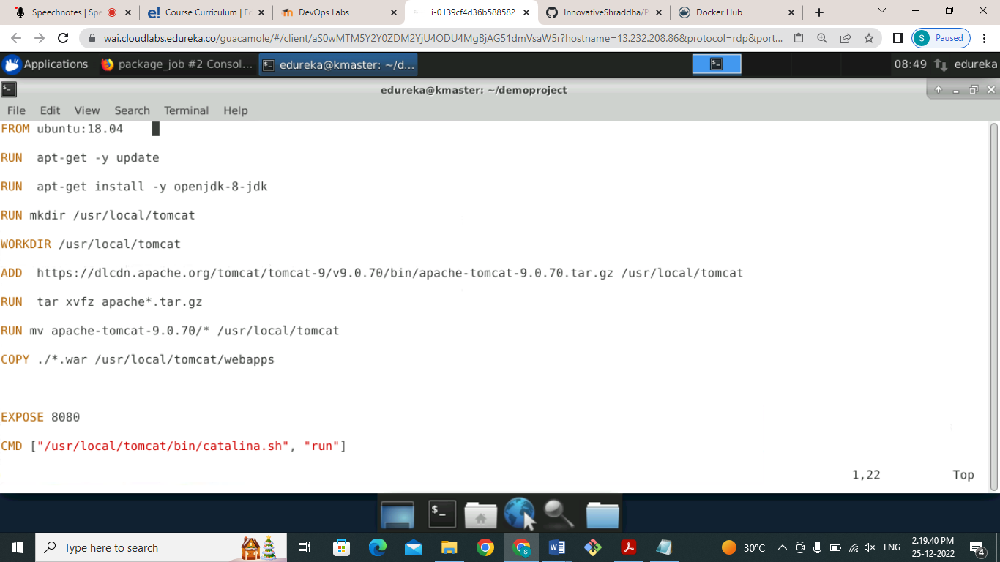 Speechnotes | Spe
Course Curriculum | Ed
DevOps Labs
i-0139cf4d36b588582
InnovativeShraddha/P
Docker Hub
wai.cloudlabs.edureka.co/guacamole/#/client/aS0wMTM5Y2Y0ZDM2YjU4ODU4MgBjAG51dmVsaW5r?hostname=13.232.208.86&protocol=rdp&port...
S Paused
Applications
package_job #2 Consol...
edureka@kmaster: ~/d...
08:49
edureka
edureka@kmaster: ~/demoproject
File Edit View Search Terminal Help
FROM ubuntu:18.04
RUN  apt-get -y update
RUN  apt-get install -y openjdk-8-jdk
RUN mkdir /usr/local/tomcat
WORKDIR /usr/local/tomcat
ADD  https://dlcdn.apache.org/tomcat/tomcat-9/v9.0.70/bin/apache-tomcat-9.0.70.tar.gz /usr/local/tomcat
RUN  tar xvfz apache*.tar.gz
RUN mv apache-tomcat-9.0.70/* /usr/local/tomcat
COPY ./*.war /usr/local/tomcat/webapps
EXPOSE 8080
CMD ["/usr/local/tomcat/bin/catalina.sh", "run"]
1,22 Top
Type here to search
30°C
ENG
2.19.40 PM
25-12-2022
4